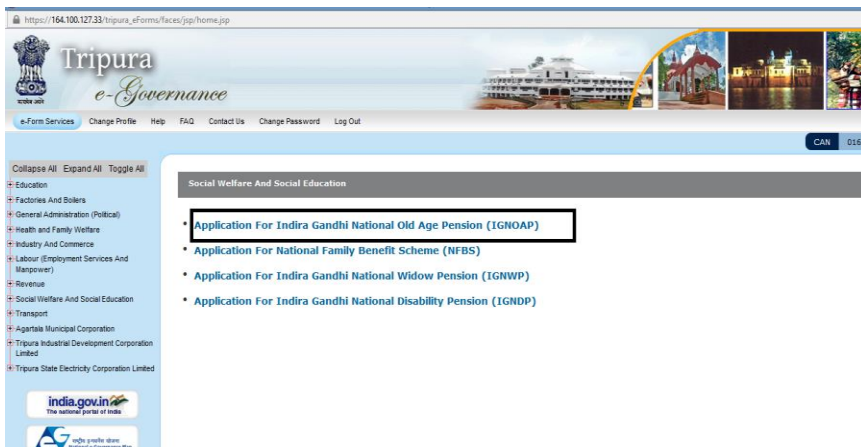 https://164.100.127.33/tripura_eForms/faces/jsp/home.jsp
Tripura
e-Governance
सत्यमेव जयते
e-Form Services Change Profile Help FAQ Contact Us Change Password Log Out
CAN 016
Collapse All Expand All Toggle All
Education
Factories And Boilers
General Administration (Political)
Health and Family Welfare
Industry And Commerce
Labour (Employment Services And
Manpower)
Revenue
Social Welfare And Social Education
Transport
Agartala Municipal Corporation
Tripura Industrial Development Corporation
Limited
Tripura State Electricity Corporation Limited
Social Welfare And Social Education
• Application For Indira Gandhi National Old Age Pension (IGNOAP)
• Application For National Family Benefit Scheme (NFBS)
• Application For Indira Gandhi National Widow Pension (IGNWP)
• Application For Indira Gandhi National Disability Pension (IGNDP)
india.gov.in
The national portal of India